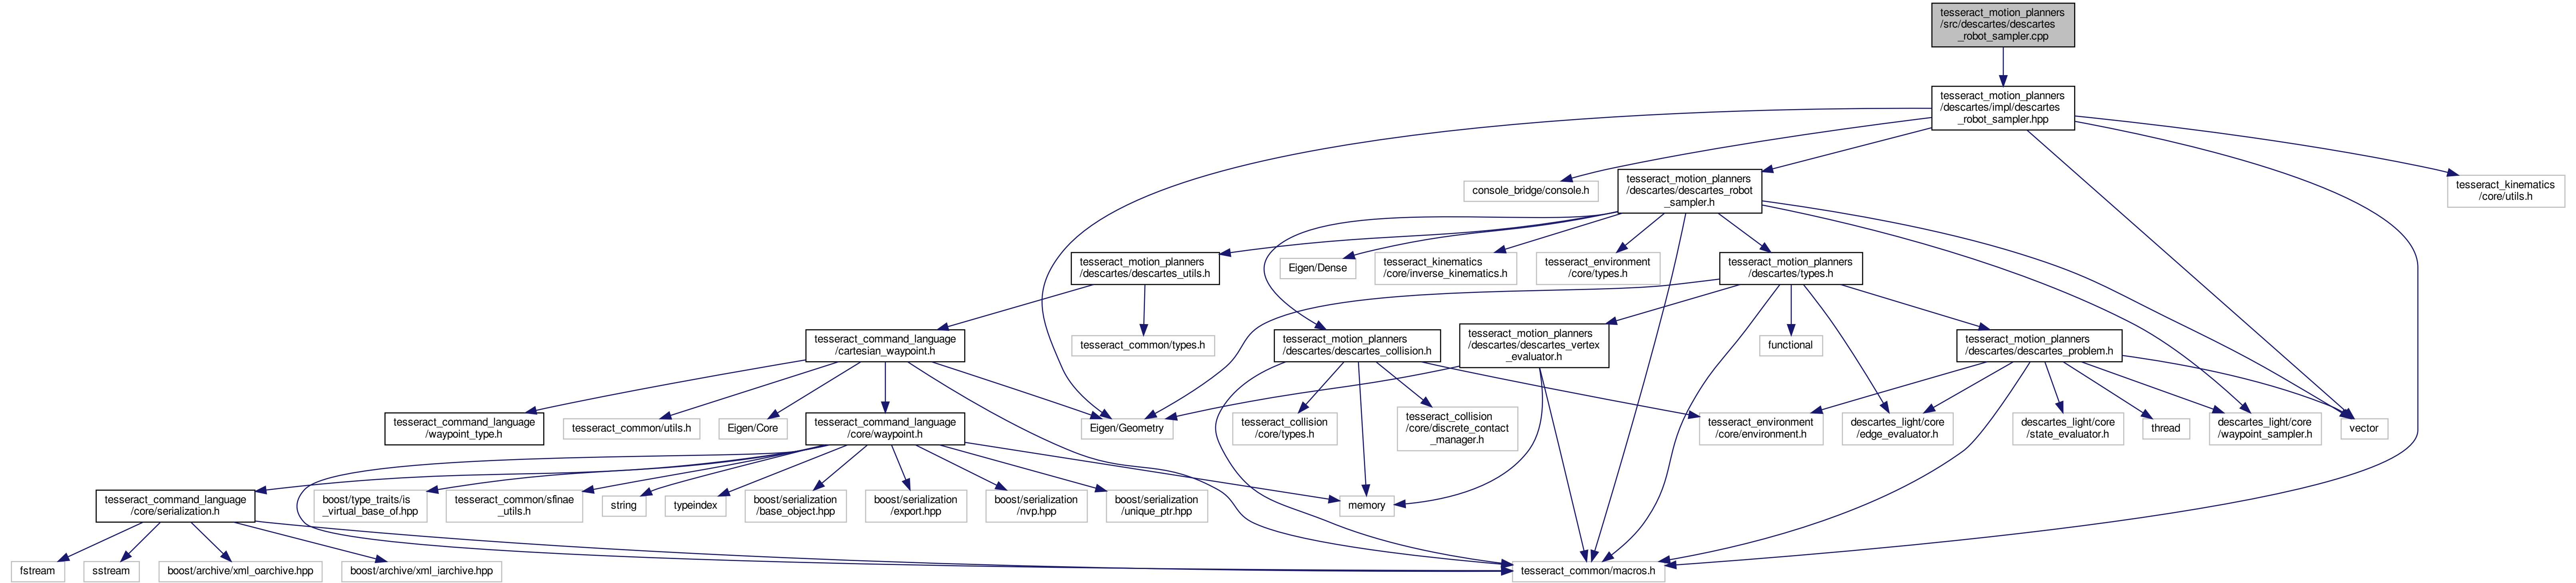 tesseract_motion_planners
/src/descartes/descartes
_robot_sampler.cpp
tesseract_motion_planners
/descartes/impl/descartes
_robot_sampler.hpp
console_bridge/console.h
tesseract_motion_planners
/descartes/descartes_robot
_sampler.h
tesseract_kinematics
/core/utils.h
tesseract_motion_planners
/descartes/descartes_utils.h
Eigen/Dense
tesseract_kinematics
/core/inverse_kinematics.h
tesseract_environment
/core/types.h
tesseract_motion_planners
/descartes/types.h
tesseract_command_language
/cartesian_waypoint.h
tesseract_common/types.h
tesseract_motion_planners
/descartes/descartes_collision.h
tesseract_motion_planners
/descartes/descartes_vertex
_evaluator.h
functional
tesseract_motion_planners
/descartes/descartes_problem.h
tesseract_command_language
/waypoint_type.h
tesseract_common/utils.h
Eigen/Core
tesseract_command_language
/core/waypoint.h
Eigen/Geometry
tesseract_collision
/core/types.h
tesseract_collision
/core/discrete_contact
_manager.h
tesseract_environment
/core/environment.h
descartes_light/core
/edge_evaluator.h
descartes_light/core
/state_evaluator.h
thread
descartes_light/core
/waypoint_sampler.h
vector
tesseract_command_language
/core/serialization.h
boost/type_traits/is
_virtual_base_of.hpp
tesseract_common/sfinae
_utils.h
string
typeindex
boost/serialization
/base_object.hpp
boost/serialization
/export.hpp
boost/serialization
/nvp.hpp
boost/serialization
/unique_ptr.hpp
memory
fstream
sstream
boost/archive/xml_oarchive.hpp
boost/archive/xml_iarchive.hpp
tesseract_common/macros.h